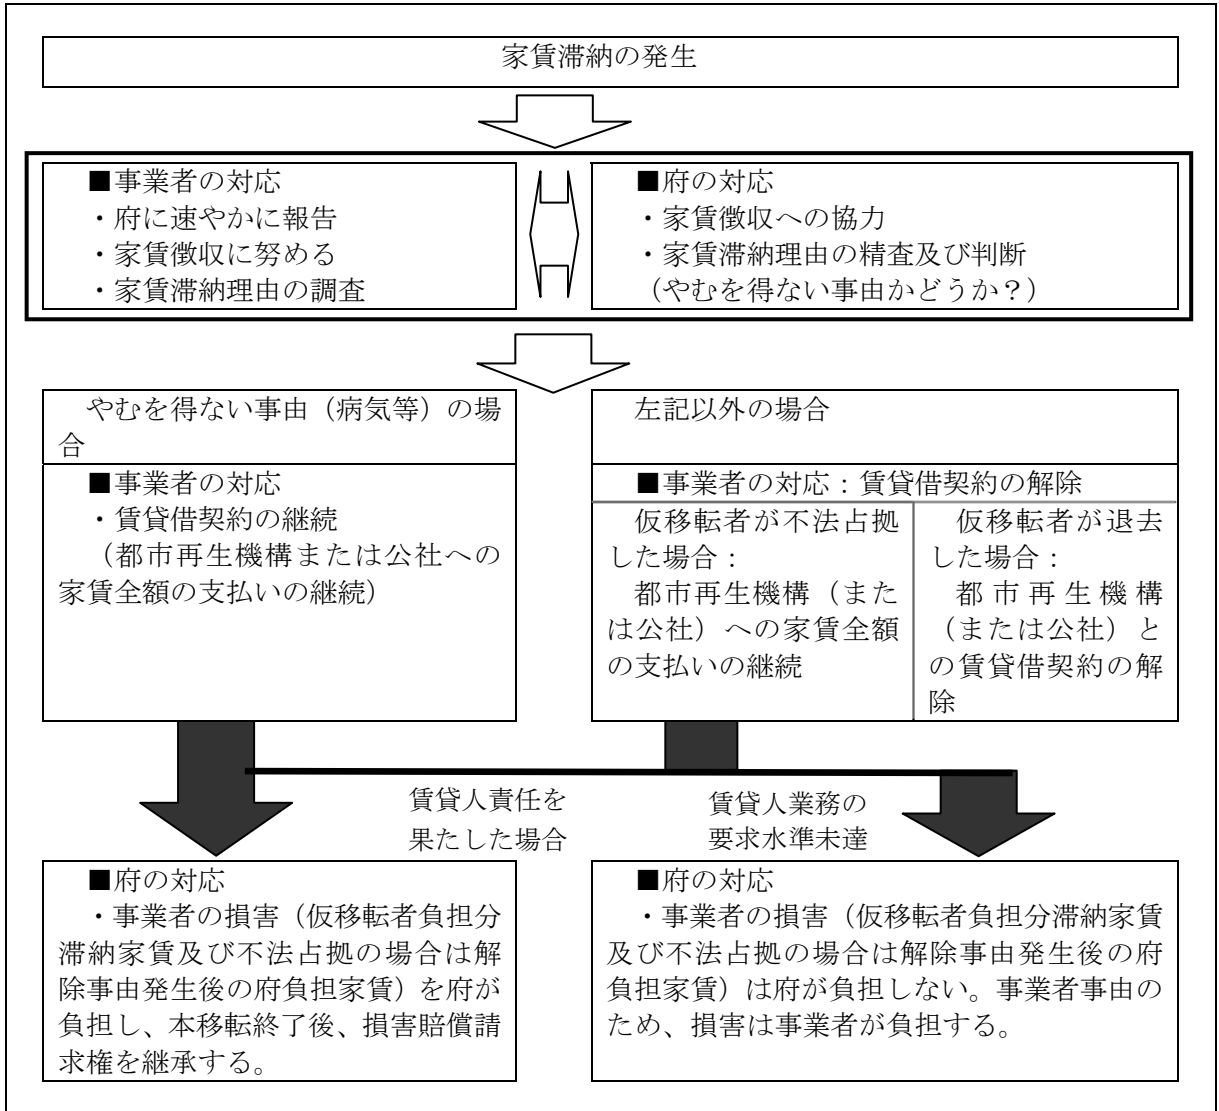 家賃滞納の発生
■事業者の対応
・府に速やかに報告
・家賃徴収に努める
・家賃滞納理由の調査
■府の対応
・家賃徴収への協力
・家賃滞納理由の精査及び判断
（やむを得ない事由かどうか？）
やむを得ない事由（病気等）の場
合
■事業者の対応
・賃貸借契約の継続
（都市再生機構または公社への
家賃全額の支払いの継続）
左記以外の場合
■事業者の対応：賃貸借契約の解除
仮移転者が不法占拠
した場合：
都市再生機構（また
は公社）への家賃全額
の支払いの継続
仮移転者が退去
した場合：
都市再生機構
（または公社）と
の賃貸借契約の解
除
賃貸人責任を
果たした場合
賃貸人業務の
要求水準未達
■府の対応
・事業者の損害（仮移転者負担分
滞納家賃及び不法占拠の場合は解
除事由発生後の府負担家賃）を府が
負担し、本移転終了後、損害賠償請
求権を継承する。
■府の対応
・事業者の損害（仮移転者負担分滞納家賃
及び不法占拠の場合は解除事由発生後の府
負担家賃）は府が負担しない。事業者事由の
ため、損害は事業者が負担する。